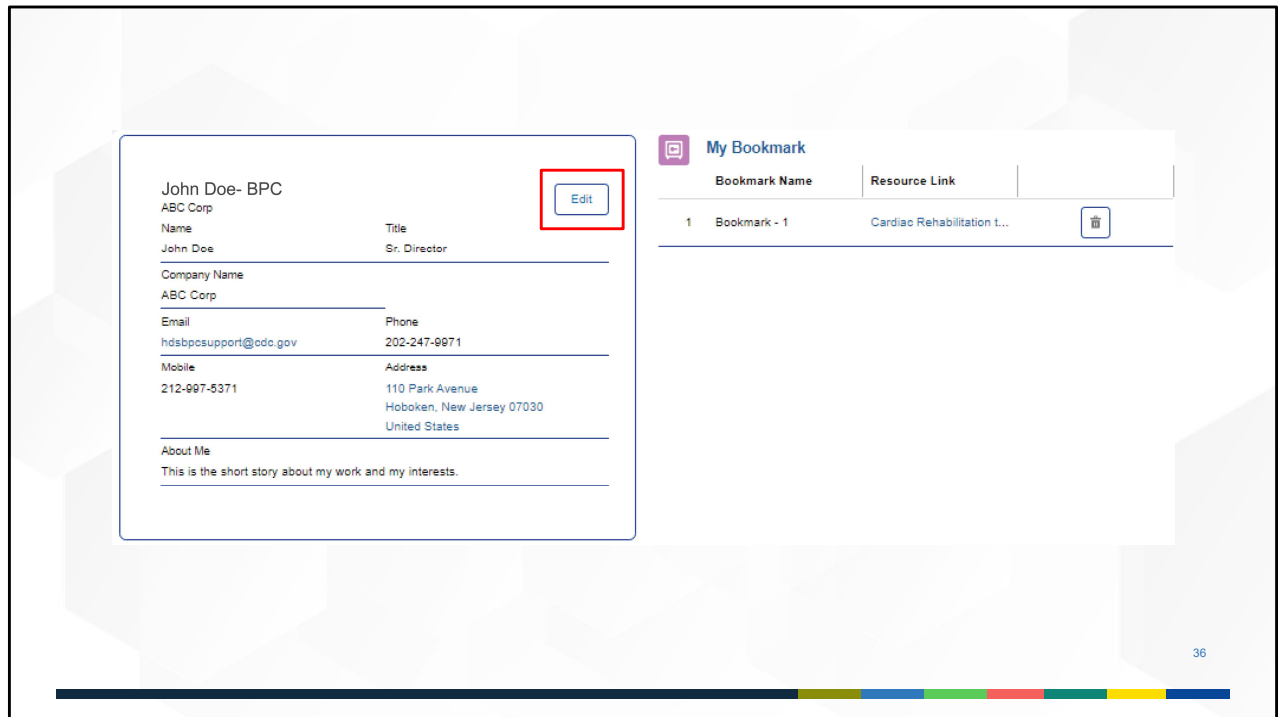 John Doe- BPC
Edit
ABC Corp
Name Title
John Doe Sr. Director
Company Name
ABC Corp
Email Phone
hdsbpcsupport@cdc.gov 202-247-9971
Mobile Address
212-997-5371 110 Park Avenue
Hoboken, New Jersey 07030
United States
About Me
This is the short story about my work and my interests.
My Bookmark
Bookmark Name Resource Link
1 Bookmark - 1 Cardiac Rehabilitation t...
36